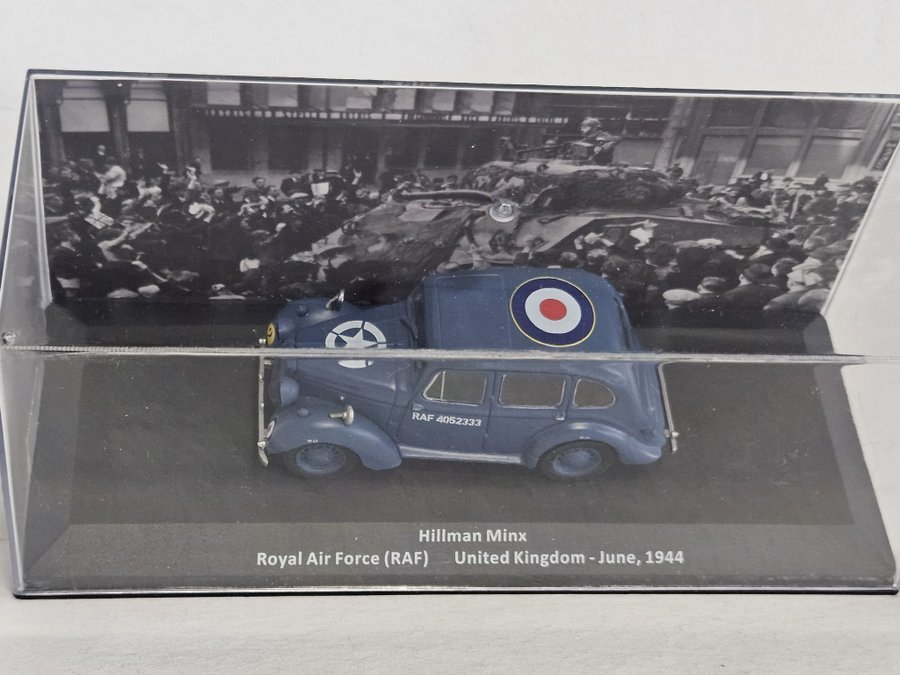 RAF 4052333
Hillman Minx
Royal Air Force (RAF) United Kingdom - June, 1944